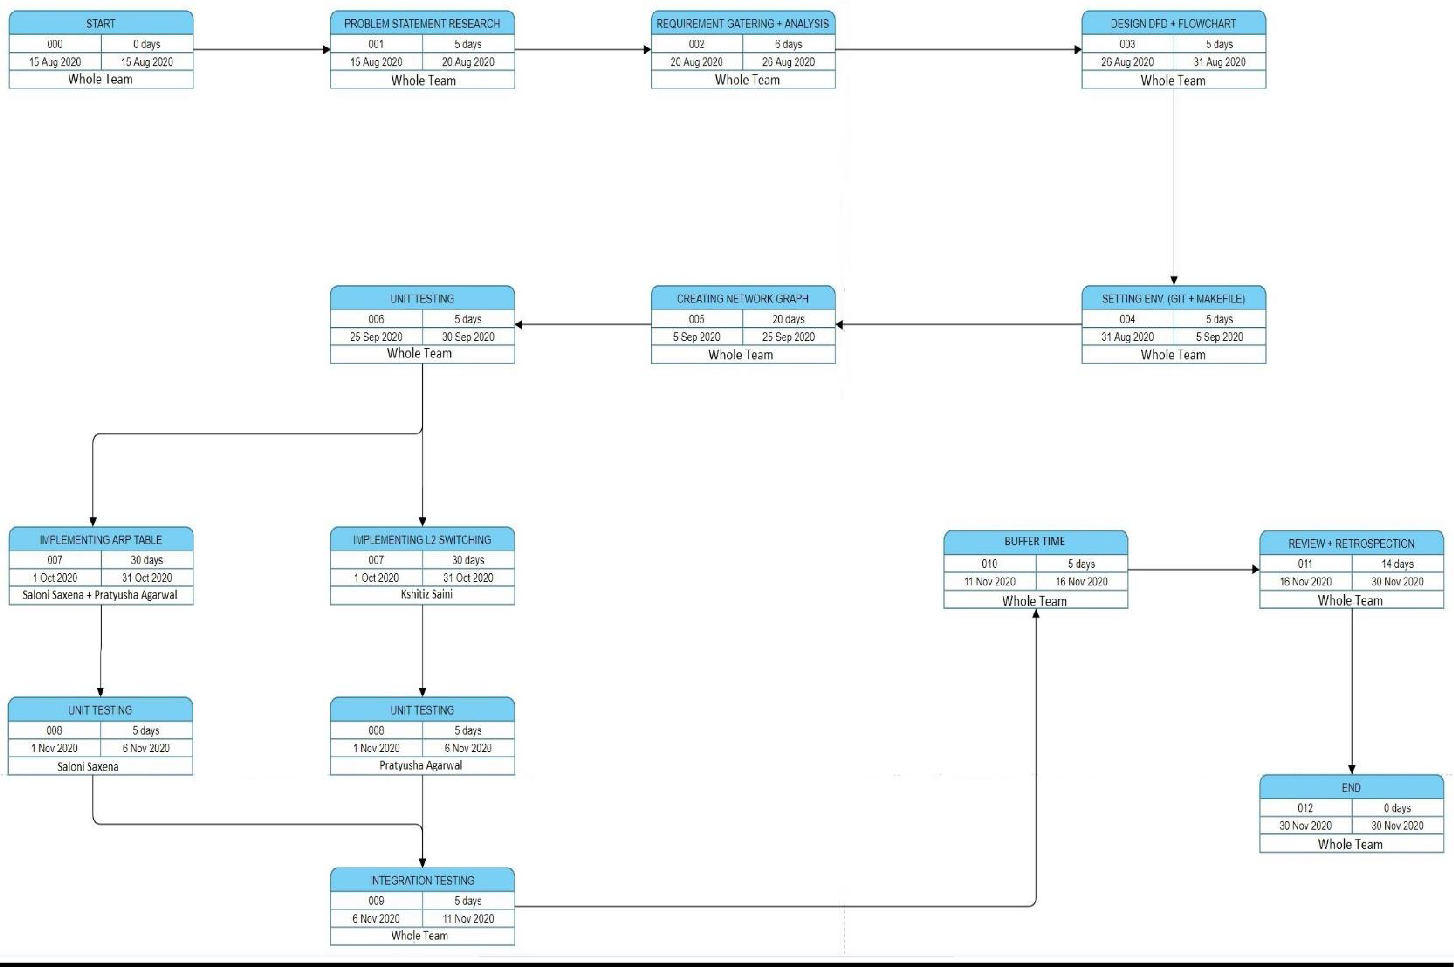 START
000 0 days
15 Aug 2020 15 Aug 2020
Whole Team
PROBLEM STATEMENT RESEARCH
001 5 days
15 Aug 2020 20 Aug 2020
Whole Team
REQUIREMENT GATERING + ANALYSIS
002 6 days
20 Aug 2020 26 Aug 2020
Whole Team
DESIGN DFD + FLOWCHART
003 5 days
26 Aug 2020 31 Aug 2020
Whole Team
UNIT TESTING
006 5 days
25 Sep 2020 30 Sep 2020
Whole Team
CREATING NETWORK GRAPH
005 20 days
5 Sep 2020 25 Sep 2020
Whole Team
SETTING ENV. (GIT + MAKEFILE)
004 5 days
31 Aug 2020 5 Sep 2020
Whole Team
IMPLEMENTING ARP TABLE
007 30 days
1 Oct 2020 31 Oct 2020
Saloni Saxena + Pratyusha Agarwal
IMPLEMENTING L2 SWITCHING
007 30 days
1 Oct 2020 31 Oct 2020
Kshitiz Saini
BUFFER TIME
010 5 days
11 Nov 2020 16 Nov 2020
Whole Team
REVIEW + RETROSPECTION
011 14 days
16 Nov 2020 30 Nov 2020
Whole Team
UNIT TESTING
008 5 days
1 Nov 2020 6 Nov 2020
Saloni Saxena
UNIT TESTING
008 5 days
1 Nov 2020 6 Nov 2020
Pratyusha Agarwal
END
012 0 days
30 Nov 2020 30 Nov 2020
Whole Team
INTEGRATION TESTING
009 5 days
6 Nov 2020 11 Nov 2020
Whole Team